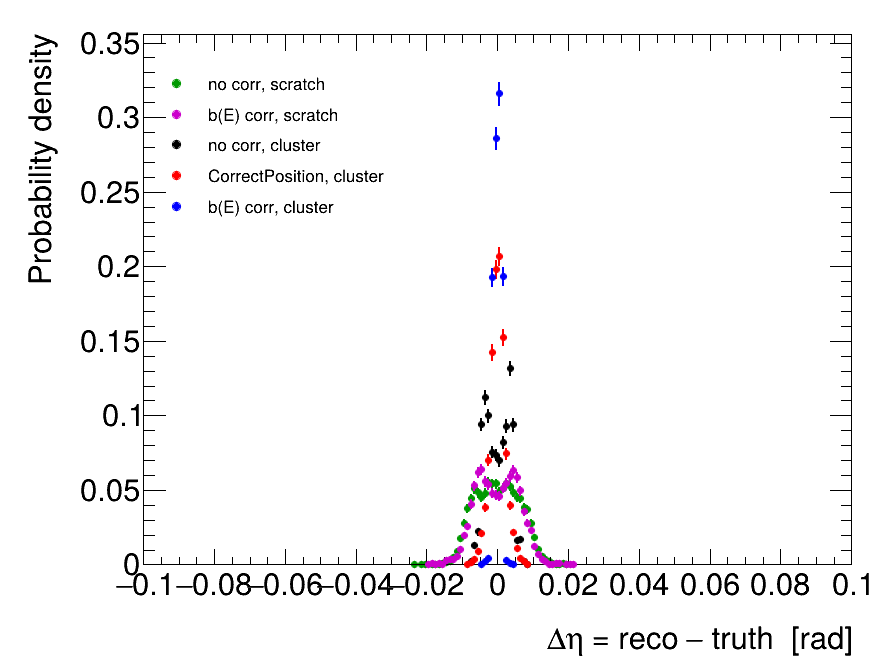 Probability density
0.35
0.3
0.25
0.2
0.15
0.1
0.05
0
no corr, scratch
b(E) corr, scratch
no corr, cluster
CorrectPosition, cluster
b(E) corr, cluster
−0.1 −0.08 −0.06 −0.04 −0.02 0 0.02 0.04 0.06 0.08 0.1
Δη = reco − truth [rad]